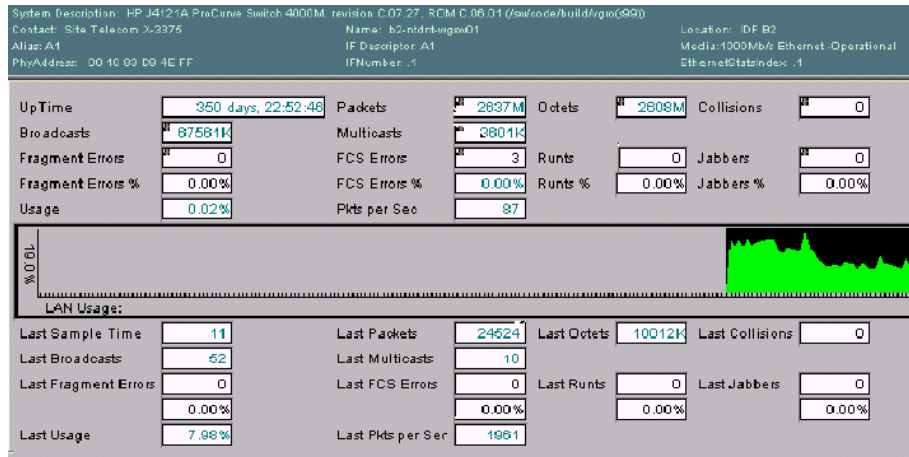 System Description: HP J4121A ProCurve Switch 4000M, revision C.07.27, ROM C.06.01 (/sw/code/build/vgro(s99))
Contact: Site Telecom X-3375 Name: b2-ntdnt-wgsw01 Location: IDF B2
Alias: A1 IF Descriptor: A1 Media:1000Mb/s Ethernet -Operational
PhyAddress: 00 10 83 D9 4E FF IFNumber: .1 EthernetStatsIndex: .1
UpTime 350 days, 22:52:46 Packets 2637M Octets 2608M Collisions 0
Broadcasts 67561K Multicasts 3801K
Fragment Errors 0 FCS Errors 3 Runts 0 Jabbers 0
Fragment Errors % 0.00% FCS Errors % 0.00% Runts % 0.00% Jabbers % 0.00%
Usage 0.02% Pkts per Sec 87
19.0 %
LAN Usage:
Last Sample Time 11 Last Packets 24524 Last Octets 10012K Last Collisions 0
Last Broadcasts 52 Last Multicasts 10
Last Fragment Errors 0 Last FCS Errors 0 Last Runts 0 Last Jabbers 0
0.00% 0.00% 0.00% 0.00%
Last Usage 7.98% Last Pkts per Sec 1961